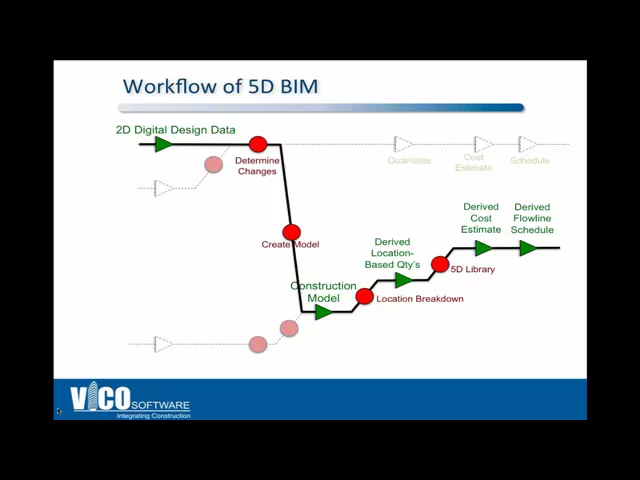 Workflow of 5D BIM
2D Digital Design Data
Determine
Changes
Quantities
Cost
Estimate
Schedule
Create Model
Derived
Location-
Based Qty's
Derived
Cost
Estimate
Derived
Flowline
Schedule
5D Library
Construction
Model
Location Breakdown
VICO SOFTWARE
Integrating Construction